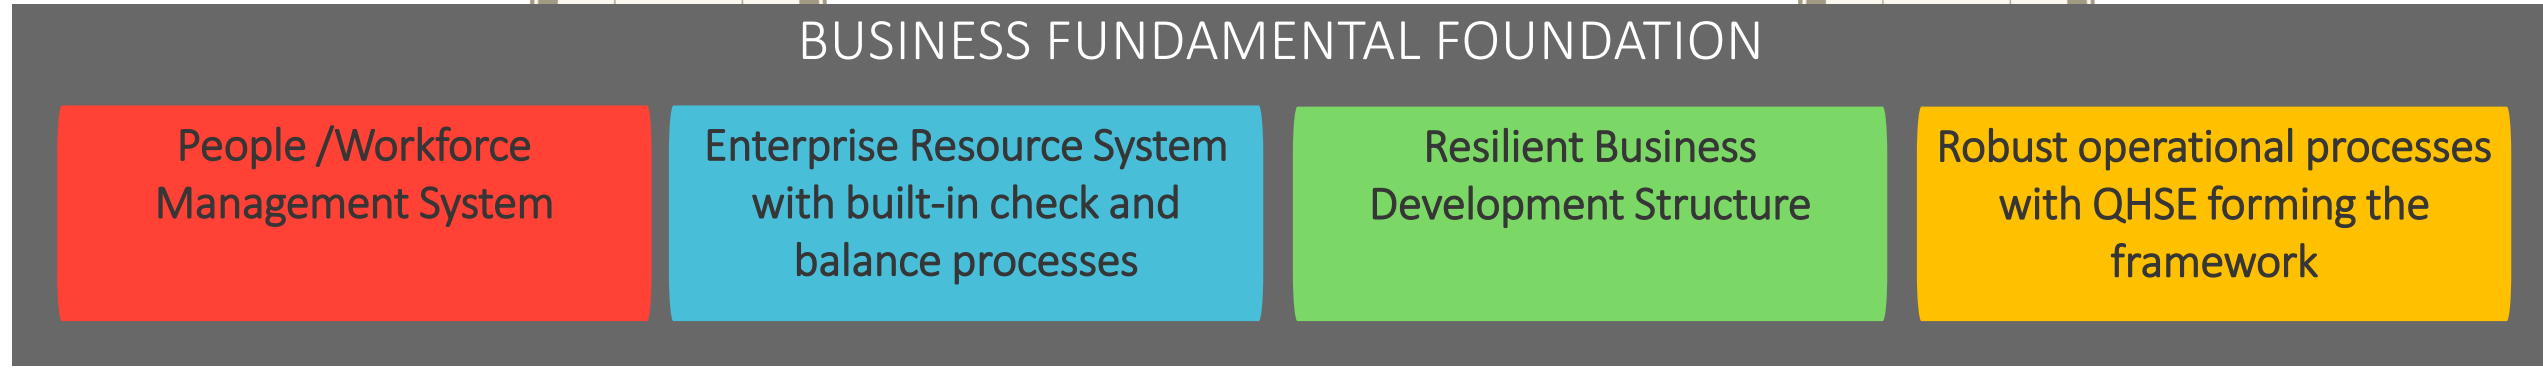 BUSINESS FUNDAMENTAL FOUNDATION
People /Workforce
Management System
Enterprise Resource System
with built-in check and
balance processes
Resilient Business
Development Structure
Robust operational processes
with QHSE forming the
framework